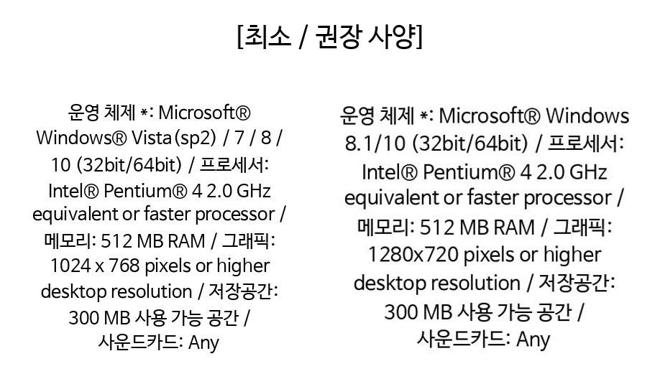 [최소 / 권장 사양]
운영 체제 *: Microsoft®
Windows® Vista(sp2) / 7 / 8 /
10 (32bit/64bit) / 프로세서:
Intel® Pentium® 4 2.0 GHz
equivalent or faster processor /
메모리: 512 MB RAM / 그래픽:
1024 x 768 pixels or higher
desktop resolution / 저장공간:
300 MB 사용 가능 공간 /
사운드카드: Any
운영 체제 *: Microsoft® Windows
8.1/10 (32bit/64bit) / 프로세서:
Intel® Pentium® 4 2.0 GHz
equivalent or faster processor /
메모리: 512 MB RAM / 그래픽:
1280x720 pixels or higher
desktop resolution / 저장공간:
300 MB 사용 가능 공간 /
사운드카드: Any